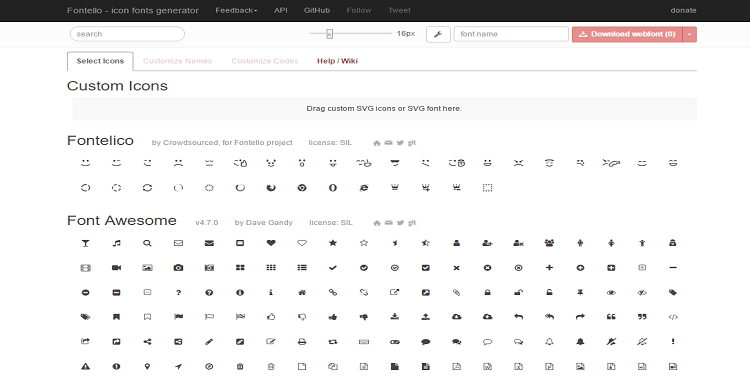 Fontello - icon fonts generator Feedback API GitHub Follow Tweet donate
search 16px font name Download webfont (0)
Select Icons Customize Names Customize Codes Help / Wiki
Custom Icons
Drag custom SVG icons or SVG font here.
Fontelico by Crowdsourced, for Fontello project license: SIL git
Font Awesome v4.7.0 by Dave Gandy license: SIL git